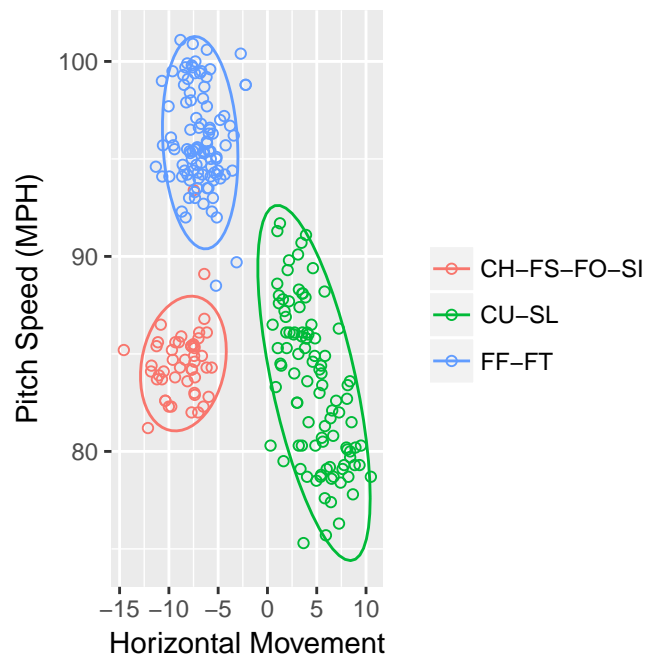 100
90
80
Pitch Speed (MPH)
−15 −10 −5 0 5 10
Horizontal Movement
CH−FS−FO−SI
CU−SL
FF−FT